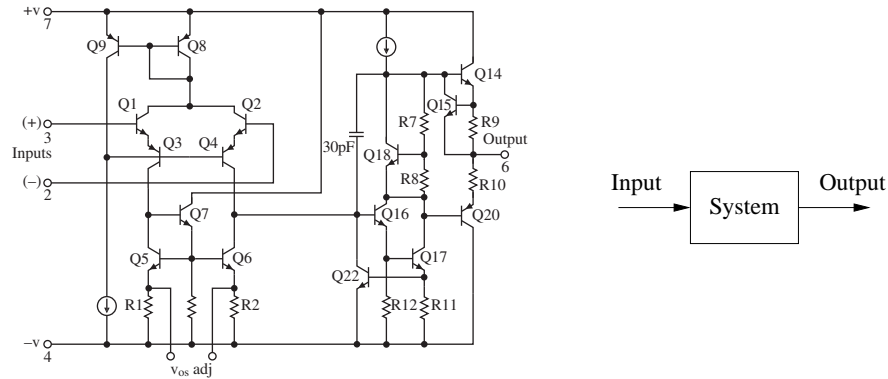 +v
7
Q9
Q8
Q14
Q1
Q2
Q15
(+)
3
R7
R9
Q3
Q4
30pF
Output
6
Inputs
Q18
(−)
2
R8
R10
Q7
Q16
Q20
Q5
Q6
Q22
Q17
R1
R2
R12
R11
−v
4
vos adj
Input
System
Output